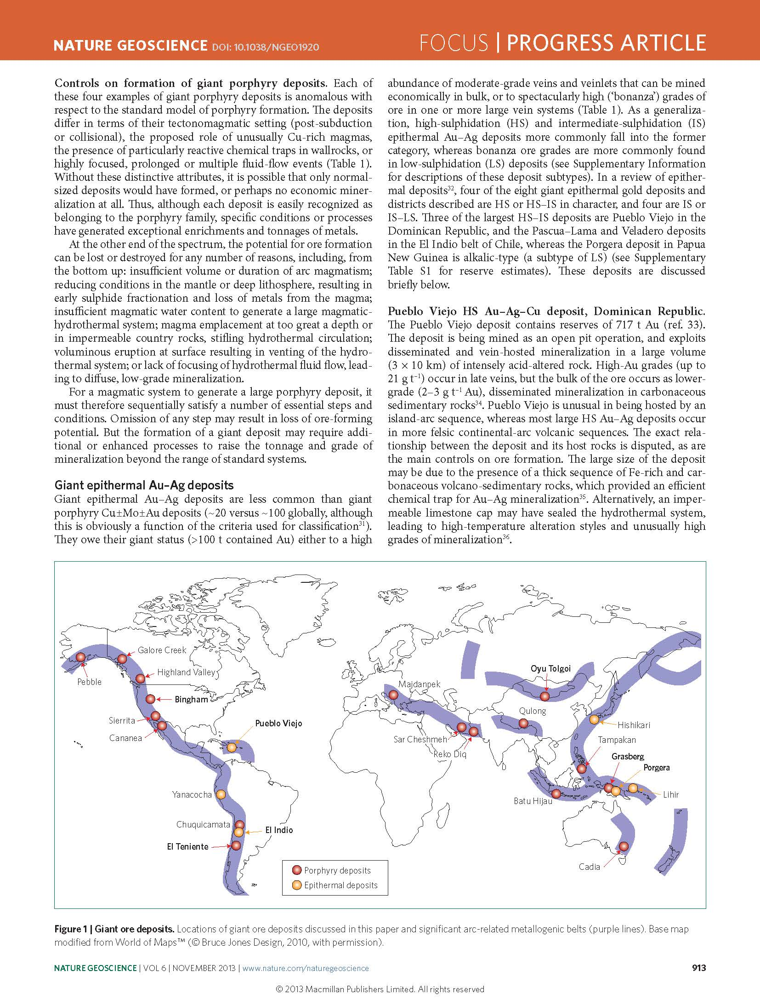 NATURE GEOSCIENCE DOI: 10.1038/NGEO1920
FOCUS | PROGRESS ARTICLE
Controls on formation of giant porphyry deposits. Each of
these four examples of giant porphyry deposits is anomalous with
respect to the standard model of porphyry formation. The deposits
differ in terms of their tectonomagmatic setting (post-subduction
or collisional), the proposed role of unusually Cu-rich magmas,
the presence of particularly reactive chemical traps in wallrocks, or
highly focused, prolonged or multiple fluid-flow events (Table 1).
Without these distinctive attributes, it is possible that only normal-
sized deposits would have formed, or perhaps no economic miner-
alization at all. Thus, although each deposit is easily recognized as
belonging to the porphyry family, specific conditions or processes
have generated exceptional enrichments and tonnages of metals.
At the other end of the spectrum, the potential for ore formation
can be lost or destroyed for any number of reasons, including, from
the bottom up: insufficient volume or duration of arc magmatism;
reducing conditions in the mantle or deep lithosphere, resulting in
early sulphide fractionation and loss of metals from the magma;
insufficient magmatic water content to generate a large magmatic-
hydrothermal system; magma emplacement at too great a depth or
in impermeable country rocks, stifling hydrothermal circulation;
voluminous eruption at surface resulting in venting of the hydro-
thermal system; or lack of focusing of hydrothermal fluid flow, lead-
ing to diffuse, low-grade mineralization.
For a magmatic system to generate a large porphyry deposit, it
must therefore sequentially satisfy a number of essential steps and
conditions. Omission of any step may result in loss of ore-forming
potential. But the formation of a giant deposit may require addi-
tional or enhanced processes to raise the tonnage and grade of
mineralization beyond the range of standard systems.
Giant epithermal Au–Ag deposits
Giant epithermal Au–Ag deposits are less common than giant
porphyry Cu±Mo±Au deposits (~20 versus ~100 globally, although
this is obviously a function of the criteria used for classification³¹).
They owe their giant status (>100 t contained Au) either to a high
abundance of moderate-grade veins and veinlets that can be mined
economically in bulk, or to spectacularly high (‘bonanza’) grades of
ore in one or more large vein systems (Table 1). As a generaliza-
tion, high-sulphidation (HS) and intermediate-sulphidation (IS)
epithermal Au–Ag deposits more commonly fall into the former
category, whereas bonanza ore grades are more commonly found
in low-sulphidation (LS) deposits (see Supplementary Information
for descriptions of these deposit subtypes). In a review of epither-
mal deposits³², four of the eight giant epithermal gold deposits and
districts described are HS or HS–IS in character, and four are IS or
IS–LS. Three of the largest HS–IS deposits are Pueblo Viejo in the
Dominican Republic, and the Pascua–Lama and Veladero deposits
in the El Indio belt of Chile, whereas the Porgera deposit in Papua
New Guinea is alkalic-type (a subtype of LS) (see Supplementary
Table S1 for reserve estimates). These deposits are discussed
briefly below.
Pueblo Viejo HS Au–Ag–Cu deposit, Dominican Republic.
The Pueblo Viejo deposit contains reserves of 717 t Au (ref. 33).
The deposit is being mined as an open pit operation, and exploits
disseminated and vein-hosted mineralization in a large volume
(3 × 10 km) of intensely acid-altered rock. High-Au grades (up to
21 g t⁻¹) occur in late veins, but the bulk of the ore occurs as lower-
grade (2–3 g t⁻¹ Au), disseminated mineralization in carbonaceous
sedimentary rocks³⁴. Pueblo Viejo is unusual in being hosted by an
island-arc sequence, whereas most large HS Au–Ag deposits occur
in more felsic continental-arc volcanic sequences. The exact rela-
tionship between the deposit and its host rocks is disputed, as are
the main controls on ore formation. The large size of the deposit
may be due to the presence of a thick sequence of Fe-rich and car-
bonaceous volcano-sedimentary rocks, which provided an efficient
chemical trap for Au–Ag mineralization³⁵. Alternatively, an imper-
meable limestone cap may have sealed the hydrothermal system,
leading to high-temperature alteration styles and unusually high
grades of mineralization³⁶.
Galore Creek
Highland Valley
Pebble
Bingham
Sierrita
Cananea
Pueblo Viejo
Yanacocha
Chuquicamata
El Indio
El Teniente
Majdanpek
Sar Cheshmeh
Reko Diq
Oyu Tolgoi
Qulong
Hishikari
Tampakan
Grasberg
Porgera
Lihir
Batu Hijau
Cadia
Porphyry deposits
Epithermal deposits
Figure 1 | Giant ore deposits. Locations of giant ore deposits discussed in this paper and significant arc-related metallogenic belts (purple lines). Base map
modified from World of Maps™ (© Bruce Jones Design, 2010, with permission).
NATURE GEOSCIENCE | VOL 6 | NOVEMBER 2013 | www.nature.com/naturegeoscience
913
© 2013 Macmillan Publishers Limited. All rights reserved